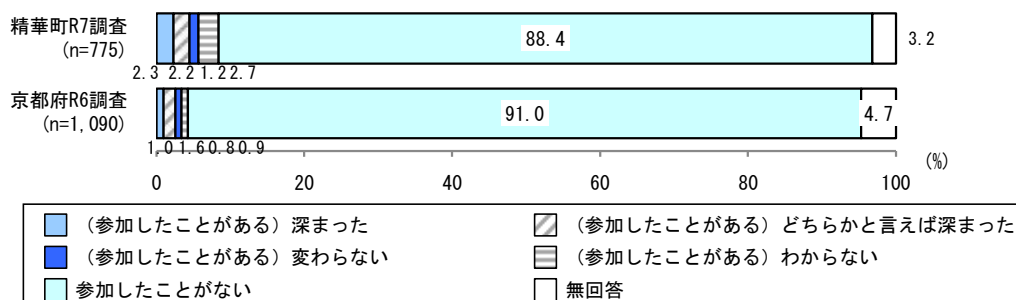 精華町R7調査
(n=775)
88.4
3.2
2.3 2.2 1.2 2.7
京都府R6調査
(n=1,090)
91.0
4.7
1.0 1.6 0.8 0.9
(%)
0 20 40 60 80 100
(参加したことがある)深まった
(参加したことがある)どちらかと言えば深まった
(参加したことがある)変わらない
(参加したことがある)わからない
参加したことがない
無回答